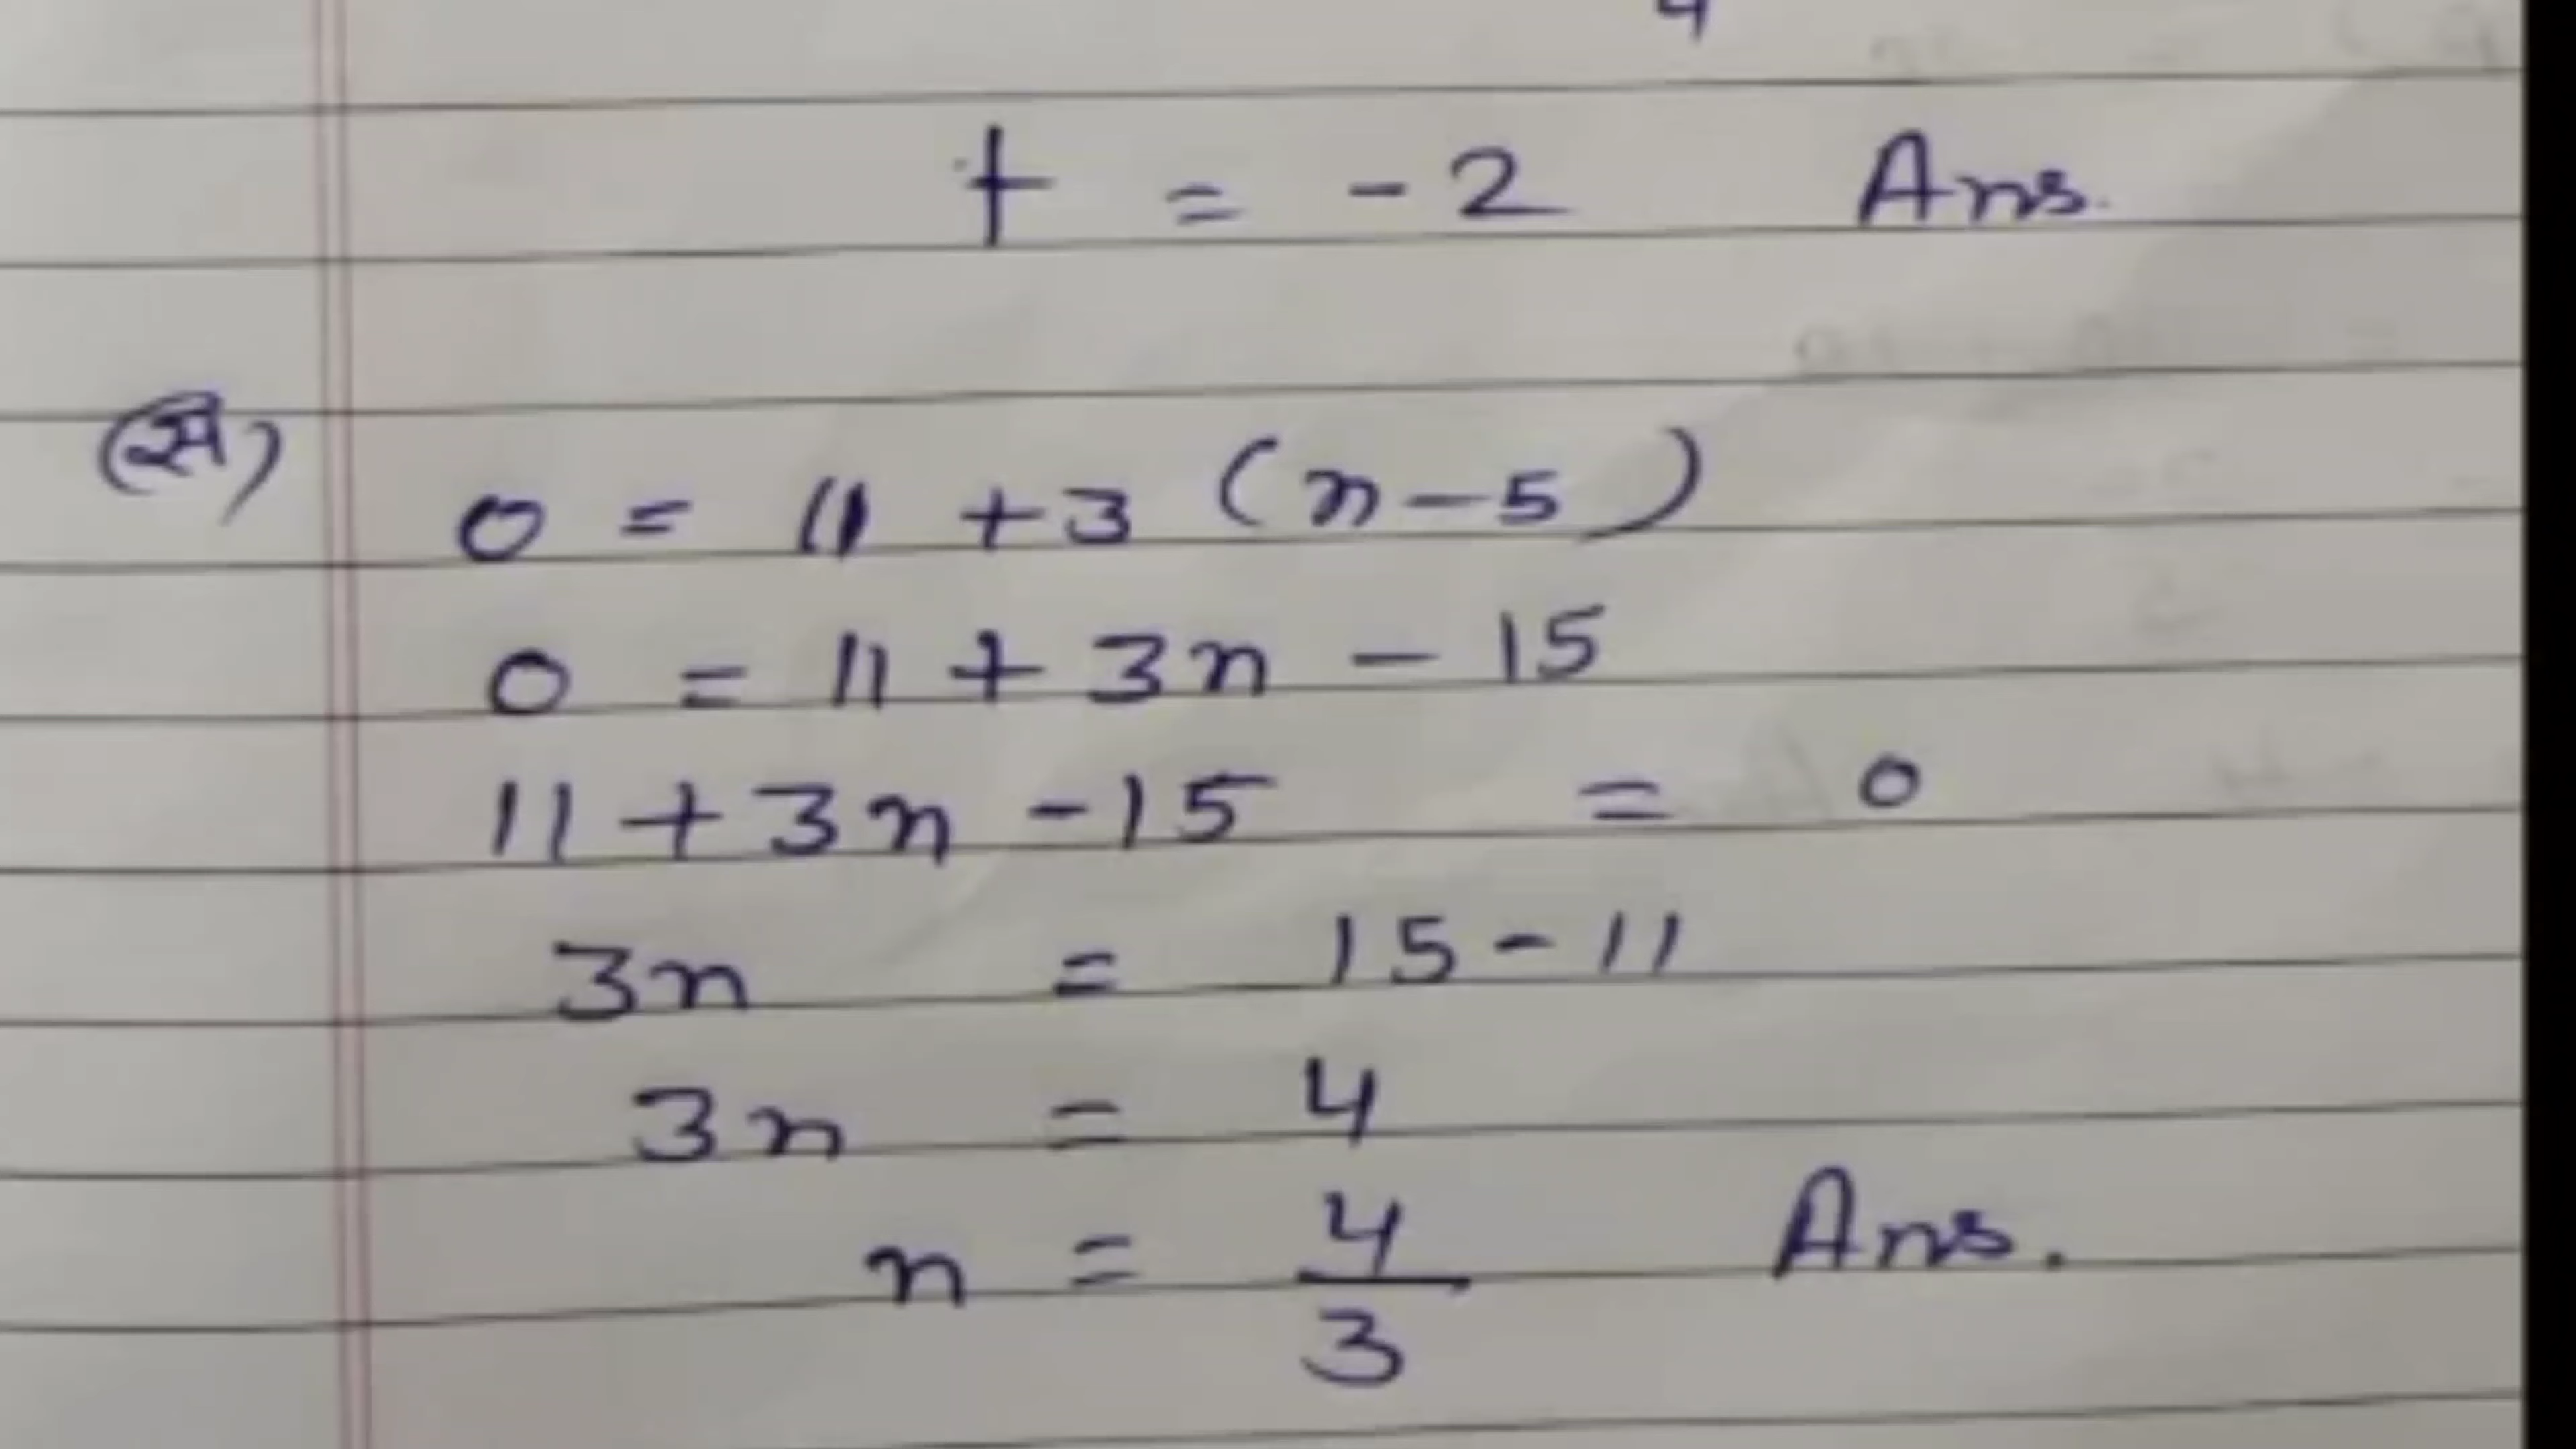 4
t = -2 Ans.
(स) 0 = 11 + 3 (n-5)
0 = 11 + 3n - 15
11 + 3n - 15 = 0
3n = 15 - 11
3n = 4
n = 4/3 Ans.